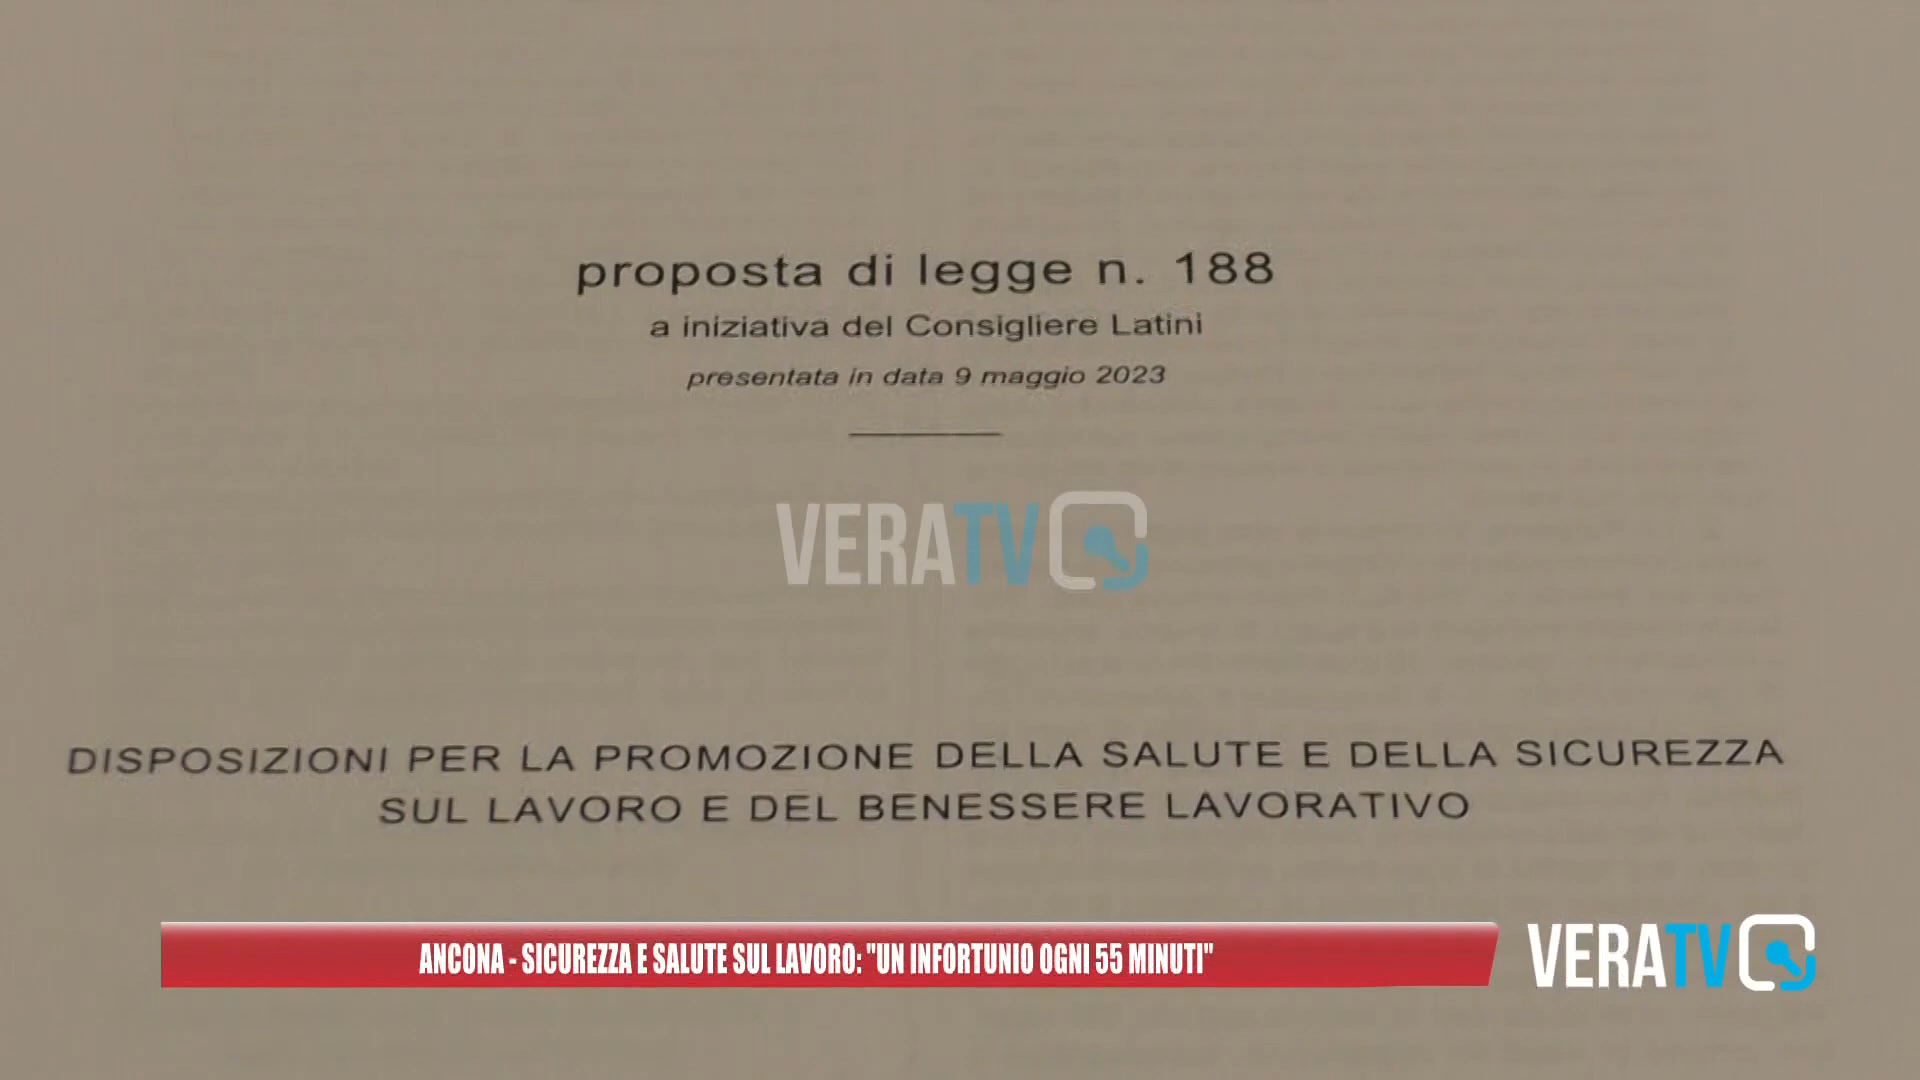 proposta di legge n. 188
a iniziativa del Consigliere Latini
presentata in data 9 maggio 2023
VERATV
DISPOSIZIONI PER LA PROMOZIONE DELLA SALUTE E DELLA SICUREZZA
SUL LAVORO E DEL BENESSERE LAVORATIVO
ANCONA - SICUREZZA E SALUTE SUL LAVORO: "UN INFORTUNIO OGNI 55 MINUTI"
VERATV